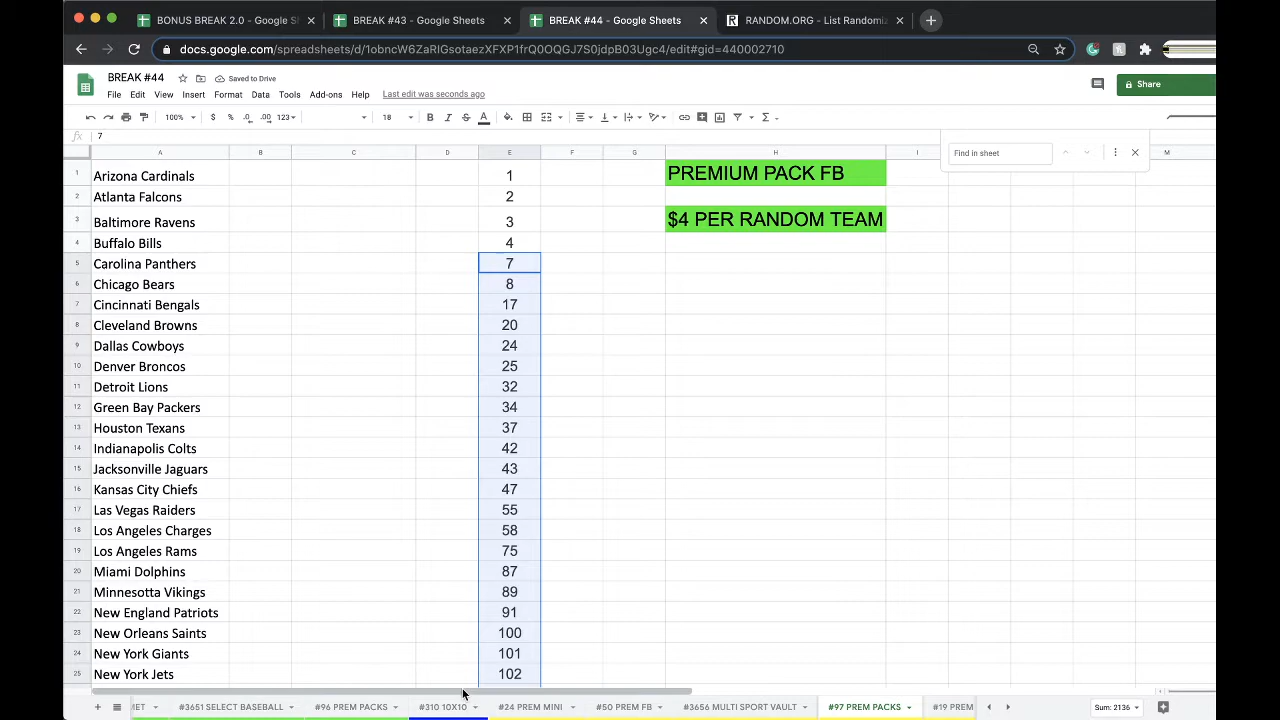 BONUS BREAK 2.0 - Google S
BREAK #43 - Google Sheets
BREAK #44 - Google Sheets
RANDOM.ORG - List Randomiz
docs.google.com/spreadsheets/d/1obncW6ZaRIGsotaezXFXP1frQ0OQGJ7S0jdpB03Ugc4/edit#gid=440002710
BREAK #44
Saved to Drive
File Edit View Insert Format Data Tools Add-ons Help Last edit was seconds ago
Share
100% $ % .0 .00 123 18 B I S A
fx 7
Find in sheet
A B C D E F G H I L M
1 Arizona Cardinals 1 PREMIUM PACK FB
2 Atlanta Falcons 2
3 Baltimore Ravens 3 $4 PER RANDOM TEAM
4 Buffalo Bills 4
5 Carolina Panthers 7
6 Chicago Bears 8
7 Cincinnati Bengals 17
8 Cleveland Browns 20
9 Dallas Cowboys 24
10 Denver Broncos 25
11 Detroit Lions 32
12 Green Bay Packers 34
13 Houston Texans 37
14 Indianapolis Colts 42
15 Jacksonville Jaguars 43
16 Kansas City Chiefs 47
17 Las Vegas Raiders 55
18 Los Angeles Charges 58
19 Los Angeles Rams 75
20 Miami Dolphins 87
21 Minnesotta Vikings 89
22 New England Patriots 91
23 New Orleans Saints 100
24 New York Giants 101
25 New York Jets 102
MET #3651 SELECT BASEBALL #96 PREM PACKS #310 10X10 #24 PREM MINI #50 PREM FB #3656 MULTI SPORT VAULT #97 PREM PACKS #19 PREM Sum: 2136